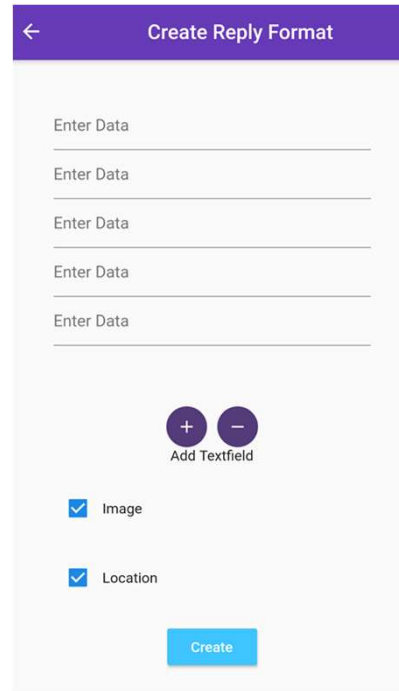 Create Reply Format
Enter Data
Enter Data
Enter Data
Enter Data
Enter Data
Add Textfield
Image
Location
Create